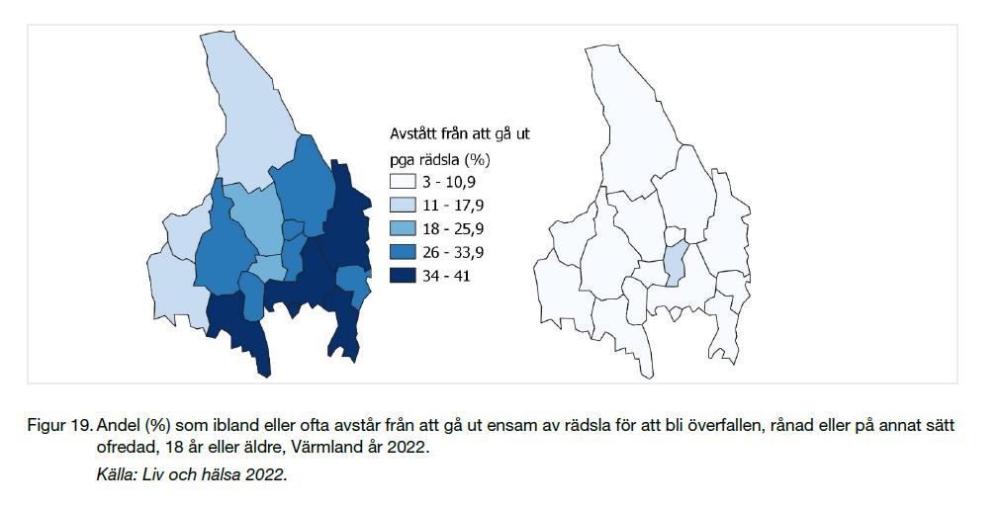 Avstått från att gå ut
pga rädsla (%)
3 - 10,9
11 - 17,9
18 - 25,9
26 - 33,9
34 - 41
Figur 19. Andel (%) som ibland eller ofta avstår från att gå ut ensam av rädsla för att bli överfallen, rånad eller på annat sätt
ofredad, 18 år eller äldre, Värmland år 2022.
Källa: Liv och hälsa 2022.